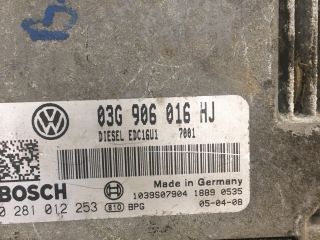 03G 906 016 HJ
DIESEL EDC16U1 7001
BOSCH
Made in Germany
1039S07904 1889 0535
0 281 012 253 BPG 05-04-08